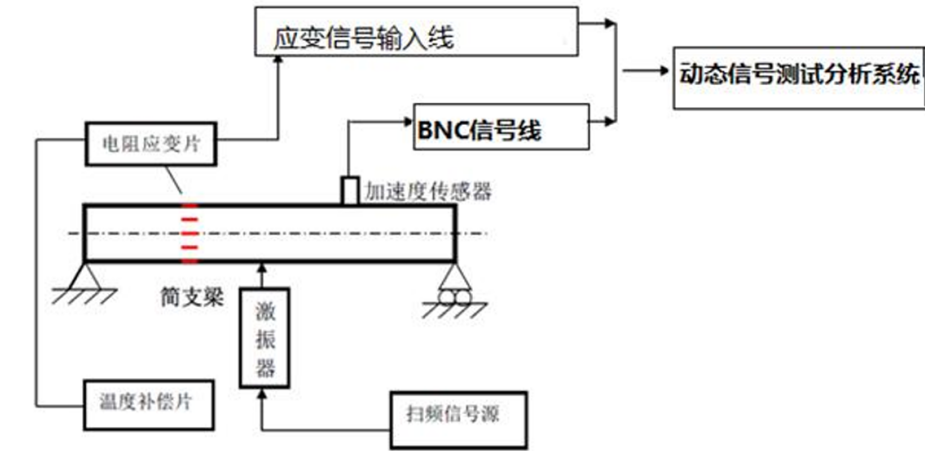 应变信号输入线
动态信号测试分析系统
BNC信号线
电阻应变片
加速度传感器
简支梁
激振器
温度补偿片
扫频信号源